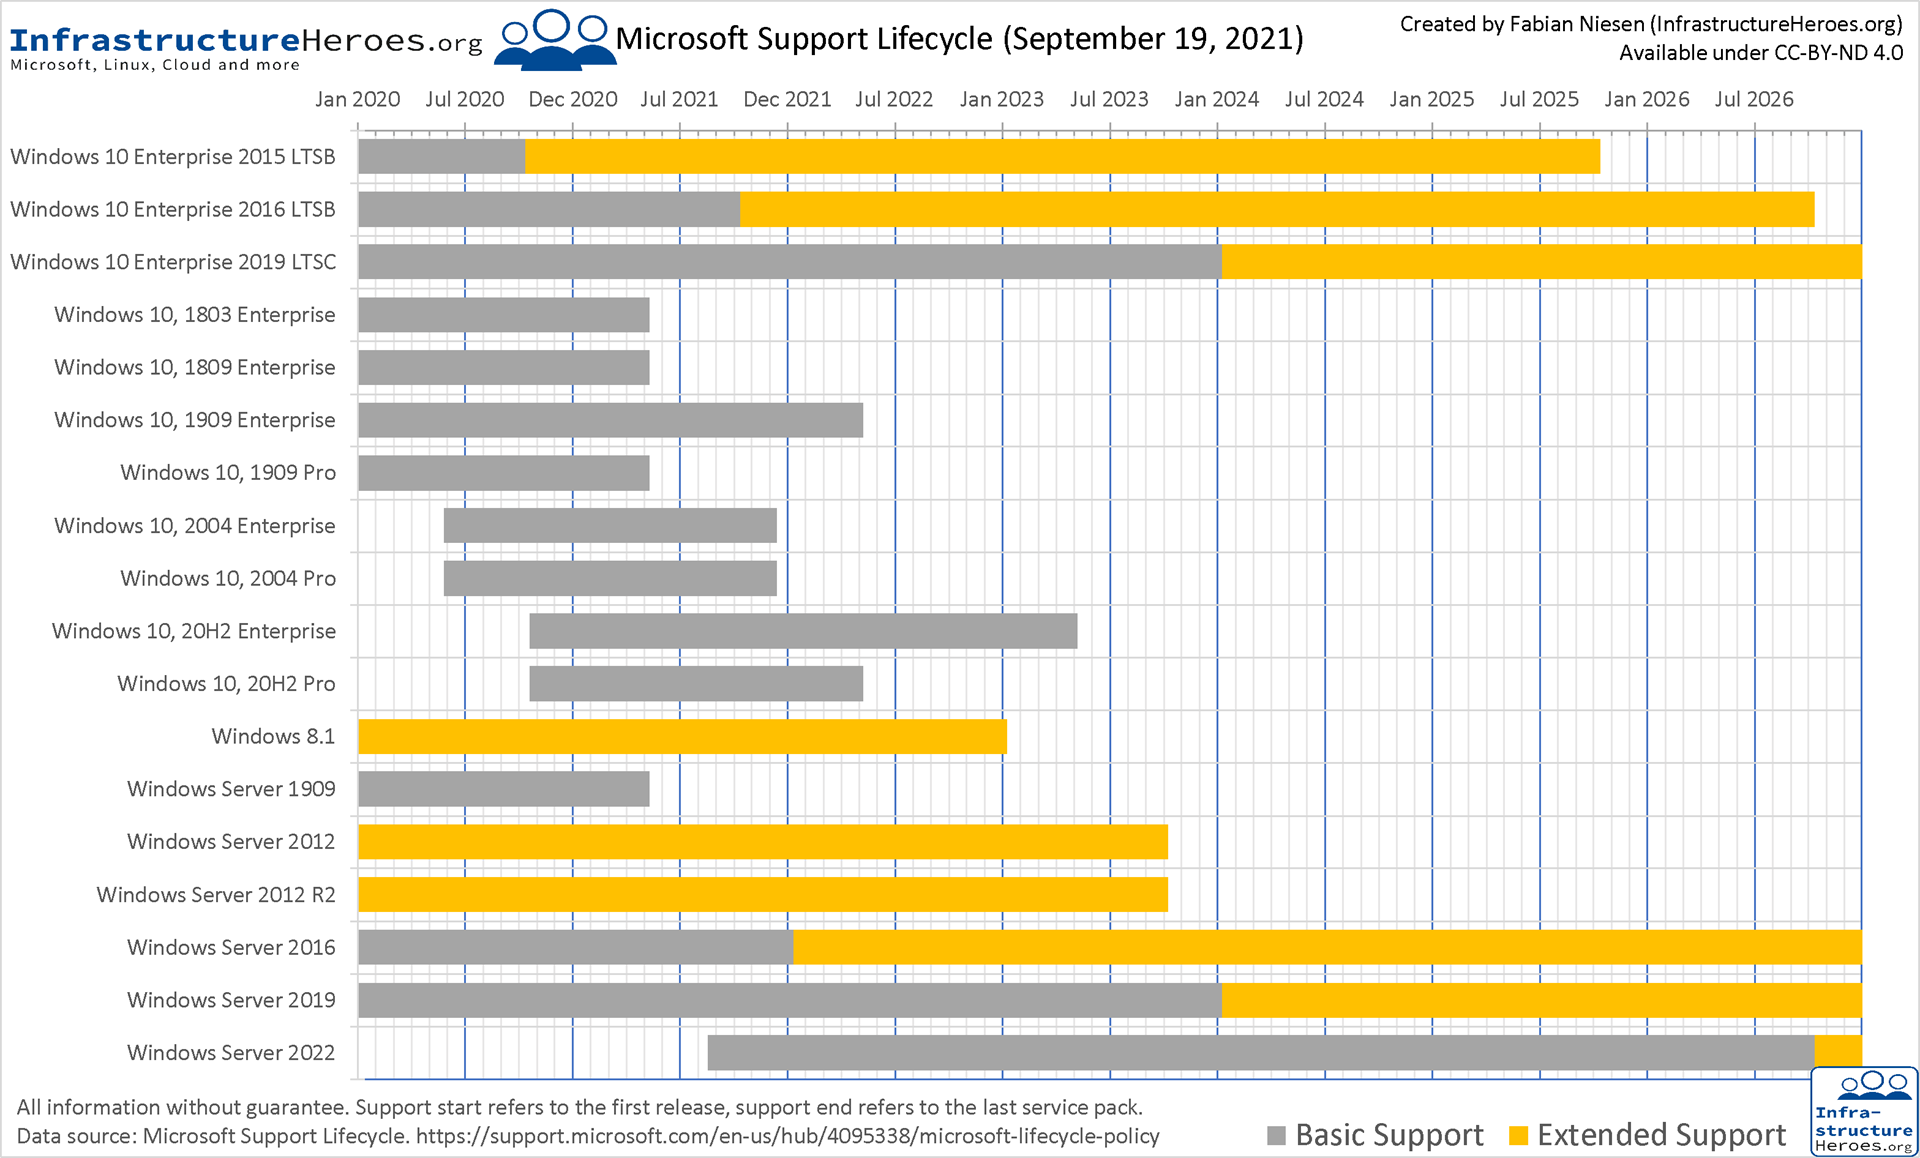 InfrastructureHeroes.org
Microsoft, Linux, Cloud and more
Microsoft Support Lifecycle (September 19, 2021)
Created by Fabian Niesen (InfrastructureHeroes.org)
Available under CC-BY-ND 4.0
Jan 2020 Jul 2020 Dec 2020 Jul 2021 Dec 2021 Jul 2022 Jan 2023 Jul 2023 Jan 2024 Jul 2024 Jan 2025 Jul 2025 Jan 2026 Jul 2026
Windows 10 Enterprise 2015 LTSB
Windows 10 Enterprise 2016 LTSB
Windows 10 Enterprise 2019 LTSC
Windows 10, 1803 Enterprise
Windows 10, 1809 Enterprise
Windows 10, 1909 Enterprise
Windows 10, 1909 Pro
Windows 10, 2004 Enterprise
Windows 10, 2004 Pro
Windows 10, 20H2 Enterprise
Windows 10, 20H2 Pro
Windows 8.1
Windows Server 1909
Windows Server 2012
Windows Server 2012 R2
Windows Server 2016
Windows Server 2019
Windows Server 2022
All information without guarantee. Support start refers to the first release, support end refers to the last service pack.
Data source: Microsoft Support Lifecycle. https://support.microsoft.com/en-us/hub/4095338/microsoft-lifecycle-policy
Basic Support Extended Support
Infra-
structure
Heroes.org